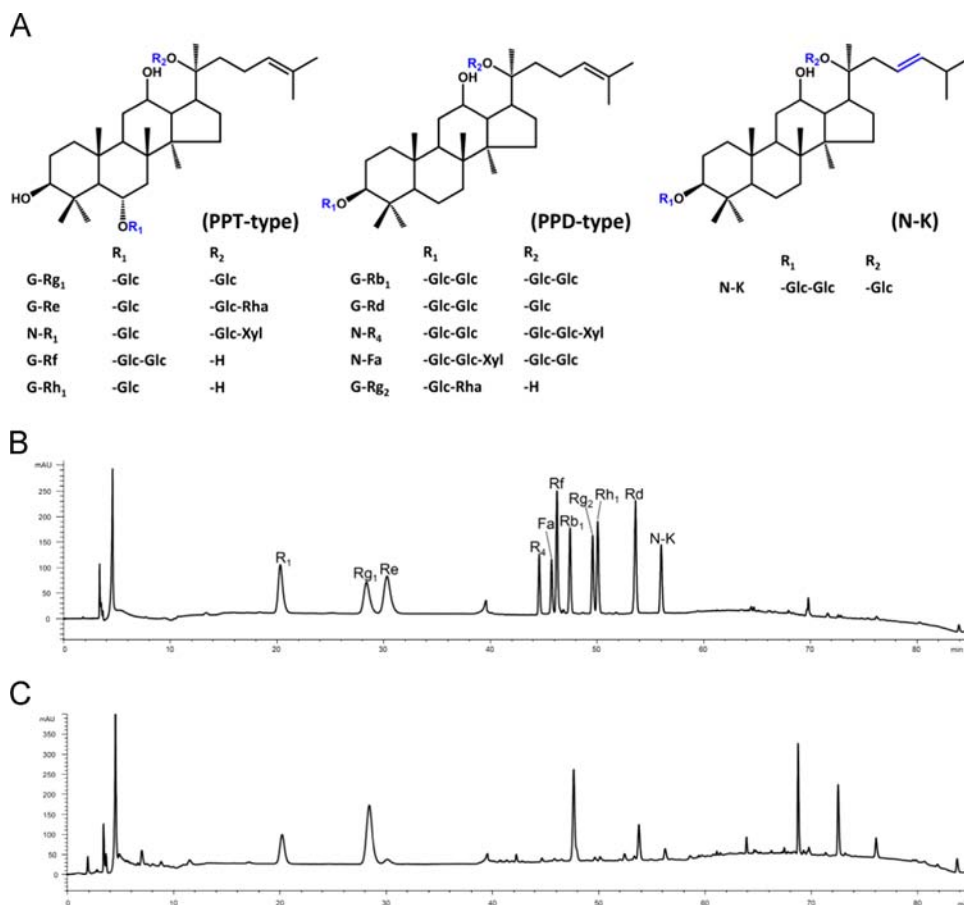 A
R₂O
OH
HO
OR₁
(PPT-type)
R₂O
OH
R₁O
(PPD-type)
R₂O
OH
R₁O
(N-K)
R₁ R₂
G-Rg₁ -Glc -Glc
G-Re -Glc -Glc-Rha
N-R₁ -Glc -Glc-Xyl
G-Rf -Glc-Glc -H
G-Rh₁ -Glc -H
R₁ R₂
G-Rb₁ -Glc-Glc -Glc-Glc
G-Rd -Glc-Glc -Glc
N-R₄ -Glc-Glc -Glc-Glc-Xyl
N-Fa -Glc-Glc-Xyl -Glc-Glc
G-Rg₂ -Glc-Rha -H
R₁ R₂
N-K -Glc-Glc -Glc
B
mAU
250
200
150
100
50
0
R₁
Rg₁
Re
R₄
Fa
Rf
Rb₁
Rg₂
Rh₁
Rd
N-K
0 10 20 30 40 50 60 70 80 min
C
mAU
350
300
250
200
150
100
50
0
0 10 20 30 40 50 60 70 80 min